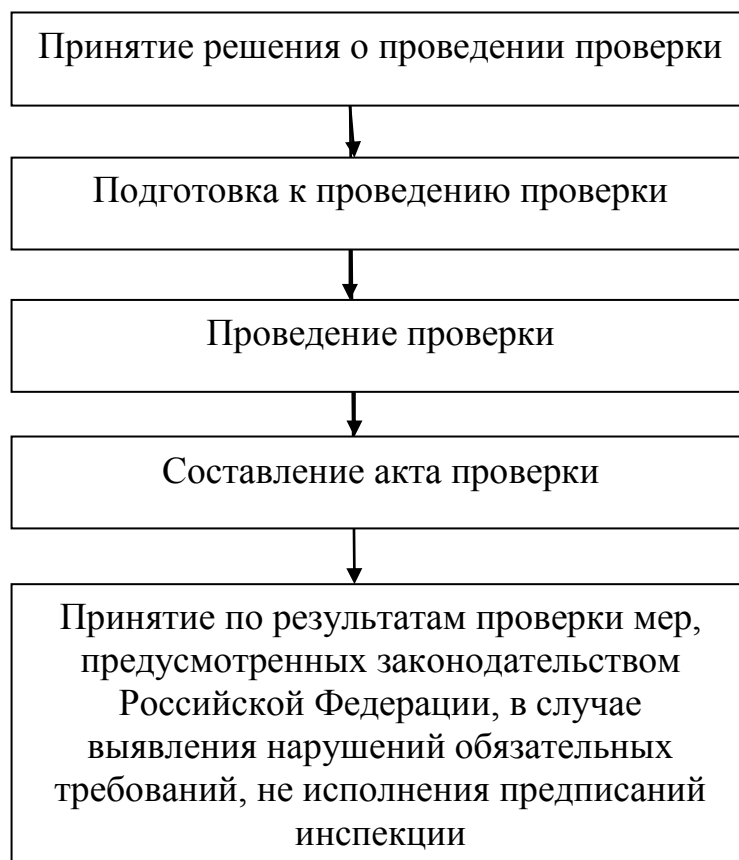 Принятие решения о проведении проверки
Подготовка к проведению проверки
Проведение проверки
Составление акта проверки
Принятие по результатам проверки мер,
предусмотренных законодательством
Российской Федерации, в случае
выявления нарушений обязательных
требований, не исполнения предписаний
инспекции